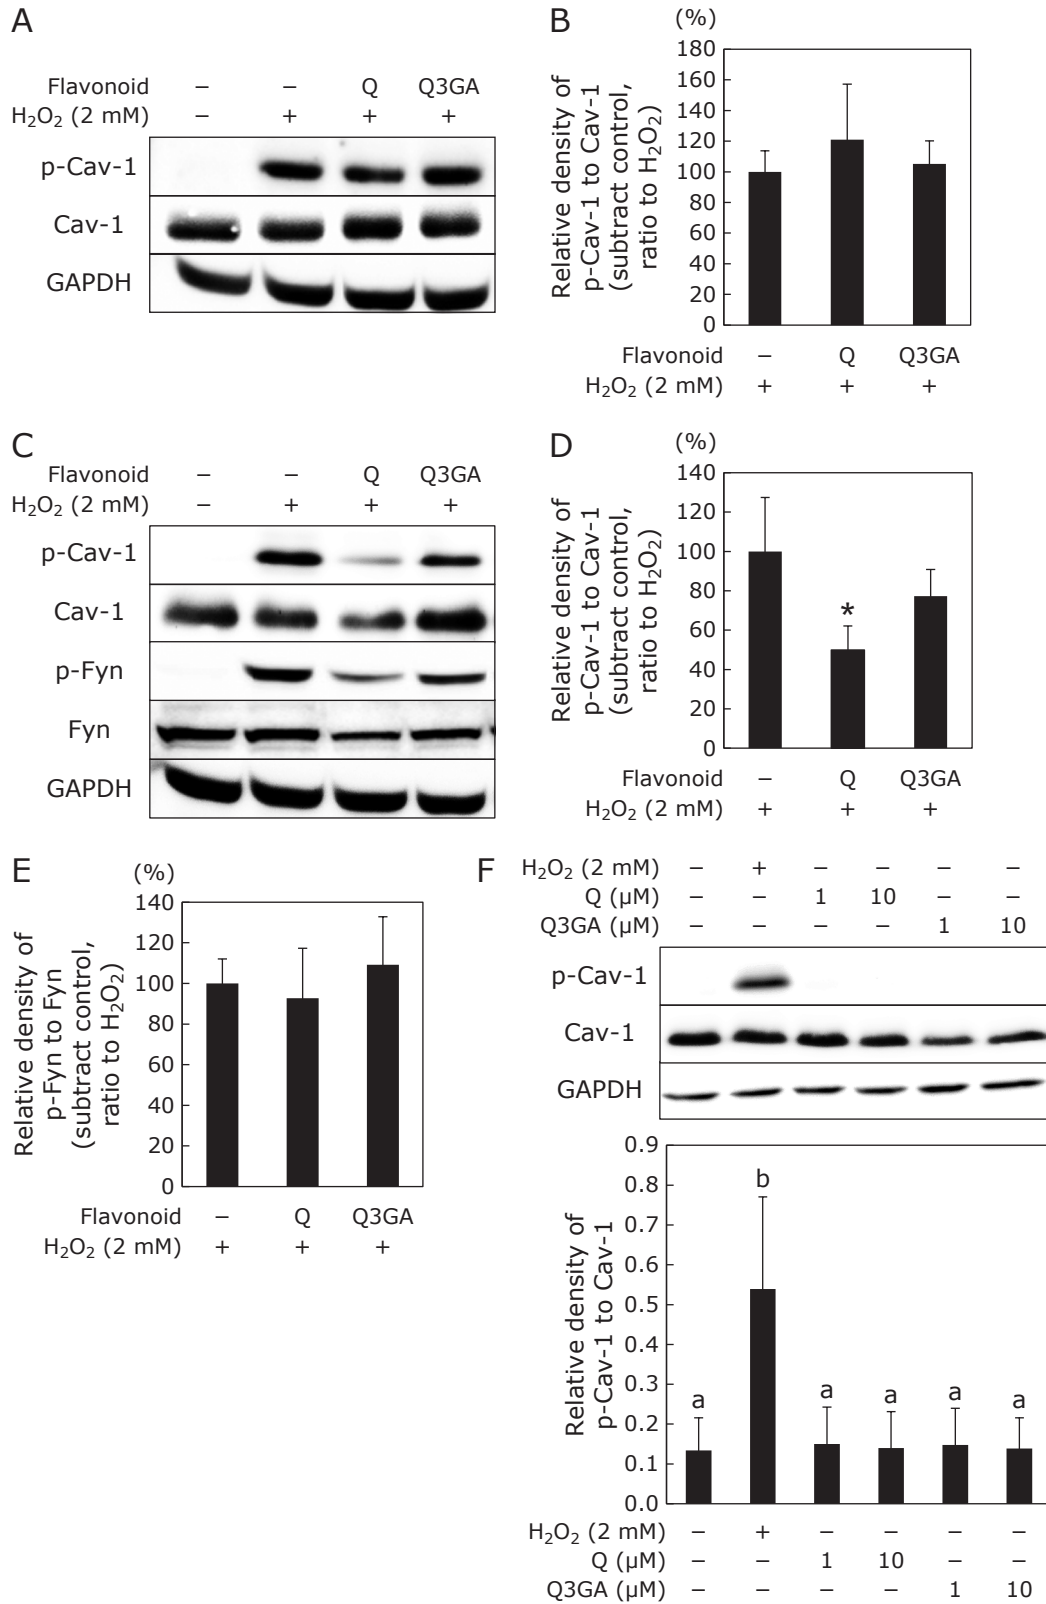 A
Flavonoid − − Q Q3GA
H₂O₂ (2 mM) − + + +
p-Cav-1
Cav-1
GAPDH
B
(%)
Relative density of
p-Cav-1 to Cav-1
(subtract control,
ratio to H₂O₂)
180
160
140
120
100
80
60
40
20
0
Flavonoid − Q Q3GA
H₂O₂ (2 mM) + + +
C
Flavonoid − − Q Q3GA
H₂O₂ (2 mM) − + + +
p-Cav-1
Cav-1
p-Fyn
Fyn
GAPDH
D
(%)
Relative density of
p-Cav-1 to Cav-1
(subtract control,
ratio to H₂O₂)
140
120
100
80
60
40
20
0
*
Flavonoid − Q Q3GA
H₂O₂ (2 mM) + + +
E
(%)
Relative density of
p-Fyn to Fyn
(subtract control,
ratio to H₂O₂)
140
120
100
80
60
40
20
0
Flavonoid − Q Q3GA
H₂O₂ (2 mM) + + +
F
H₂O₂ (2 mM) − + − − − −
Q (μM) − − 1 10 − −
Q3GA (μM) − − − − 1 10
p-Cav-1
Cav-1
GAPDH
Relative density of
p-Cav-1 to Cav-1
0.9
0.8
0.7
0.6
0.5
0.4
0.3
0.2
0.1
0.0
a b a a a a
H₂O₂ (2 mM) − + − − − −
Q (μM) − − 1 10 − −
Q3GA (μM) − − − − 1 10